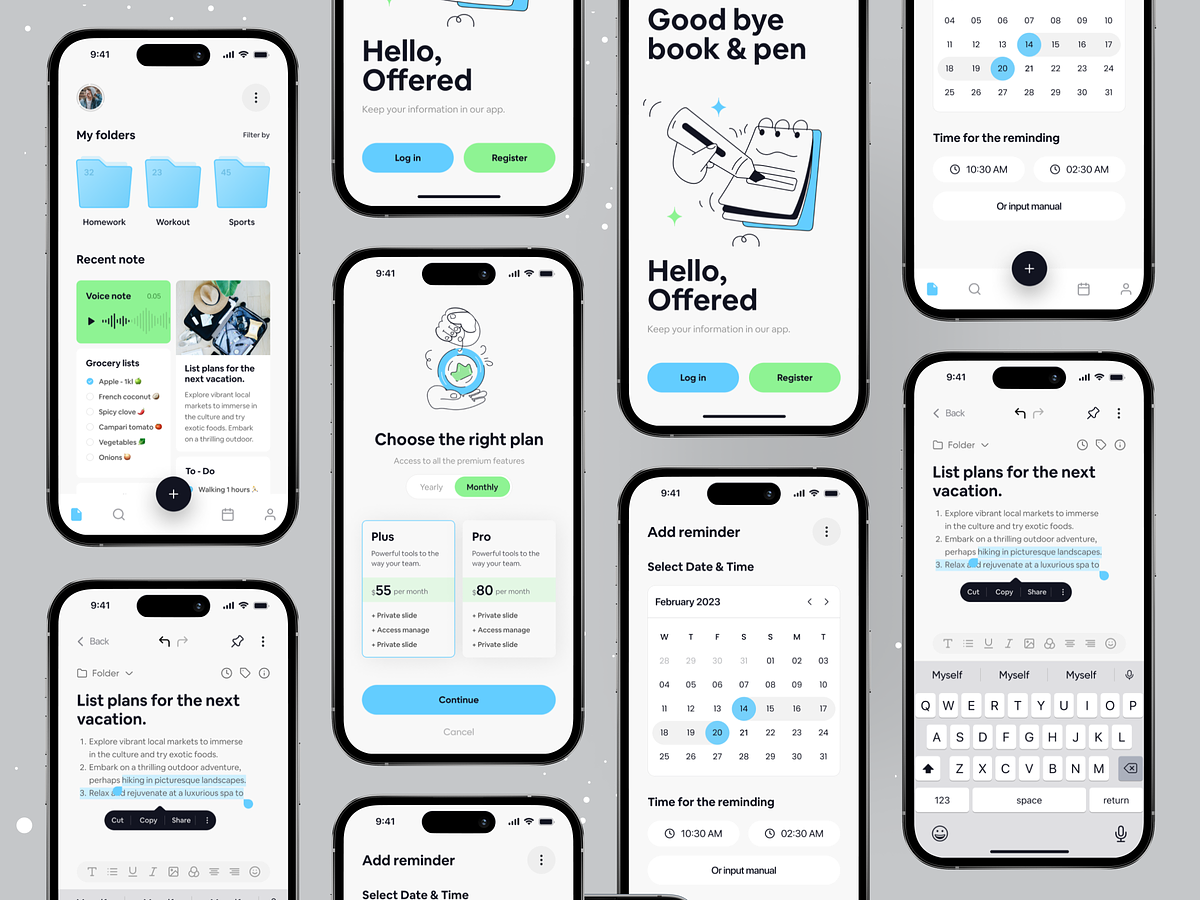 9:41
My folders
Filter by
32
23
45
Homework
Workout
Sports
Recent note
Voice note
0.05
Grocery lists
Apple - 1kl
French coconut
Spicy clove
Campari tomato
Vegetables
Onions
List plans for the
next vacation.
Explore vibrant local
markets to immerse in
the culture and try
exotic foods. Embark
on a thrilling outdoor.
To - Do
Walking 1 hours
9:41
Back
Folder
List plans for the next
vacation.
1. Explore vibrant local markets to immerse
in the culture and try exotic foods.
2. Embark on a thrilling outdoor adventure,
perhaps hiking in picturesque landscapes.
3. Relax and rejuvenate at a luxurious spa to
Cut
Copy
Share
Hello,
Offered
Keep your information in our app.
Log in
Register
9:41
Choose the right plan
Access to all the premium features
Yearly
Monthly
Plus
Powerful tools to the
way your team.
$55 per month
+ Private slide
+ Access manage
+ Private slide
Pro
Powerful tools to the
way your team.
$80 per month
+ Private slide
+ Access manage
+ Private slide
Continue
Cancel
9:41
Add reminder
Select Date & Time
Good bye
book & pen
Hello,
Offered
Keep your information in our app.
Log in
Register
9:41
Add reminder
Select Date & Time
February 2023
W T F S S M T
28 29 30 31 01 02 03
04 05 06 07 08 09 10
11 12 13 14 15 16 17
18 19 20 21 22 23 24
25 26 27 28 29 30 31
Time for the reminding
10:30 AM
02:30 AM
Or input manual
04 05 06 07 08 09 10
11 12 13 14 15 16 17
18 19 20 21 22 23 24
25 26 27 28 29 30 31
Time for the reminding
10:30 AM
02:30 AM
Or input manual
9:41
Back
Folder
List plans for the next
vacation.
1. Explore vibrant local markets to immerse
in the culture and try exotic foods.
2. Embark on a thrilling outdoor adventure,
perhaps hiking in picturesque landscapes.
3. Relax and rejuvenate at a luxurious spa to
Cut
Copy
Share
Myself
Myself
Myself
Q W E R T Y U I O P
A S D F G H J K L
Z X C V B N M
123
space
return